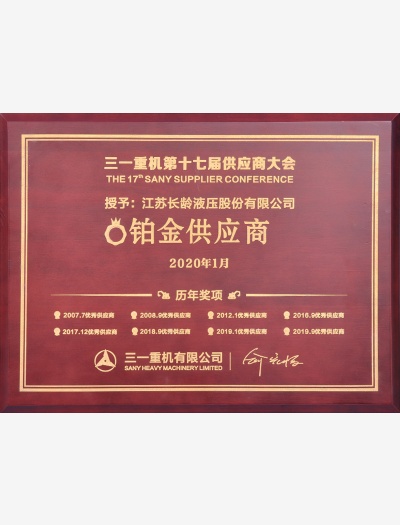 三一重机第十七届供应商大会
THE 17th SANY SUPPLIER CONFERENCE
授予：江苏长龄液压股份有限公司
铂金供应商
2020年1月
历年奖项
2007.7优秀供应商 2008.9优秀供应商 2012.1优秀供应商 2016.9优秀供应商
2017.12优秀供应商 2018.9优秀供应商 2019.1优秀供应商 2019.9优秀供应商
三一重机有限公司
SANY HEAVY MACHINERY LIMITED